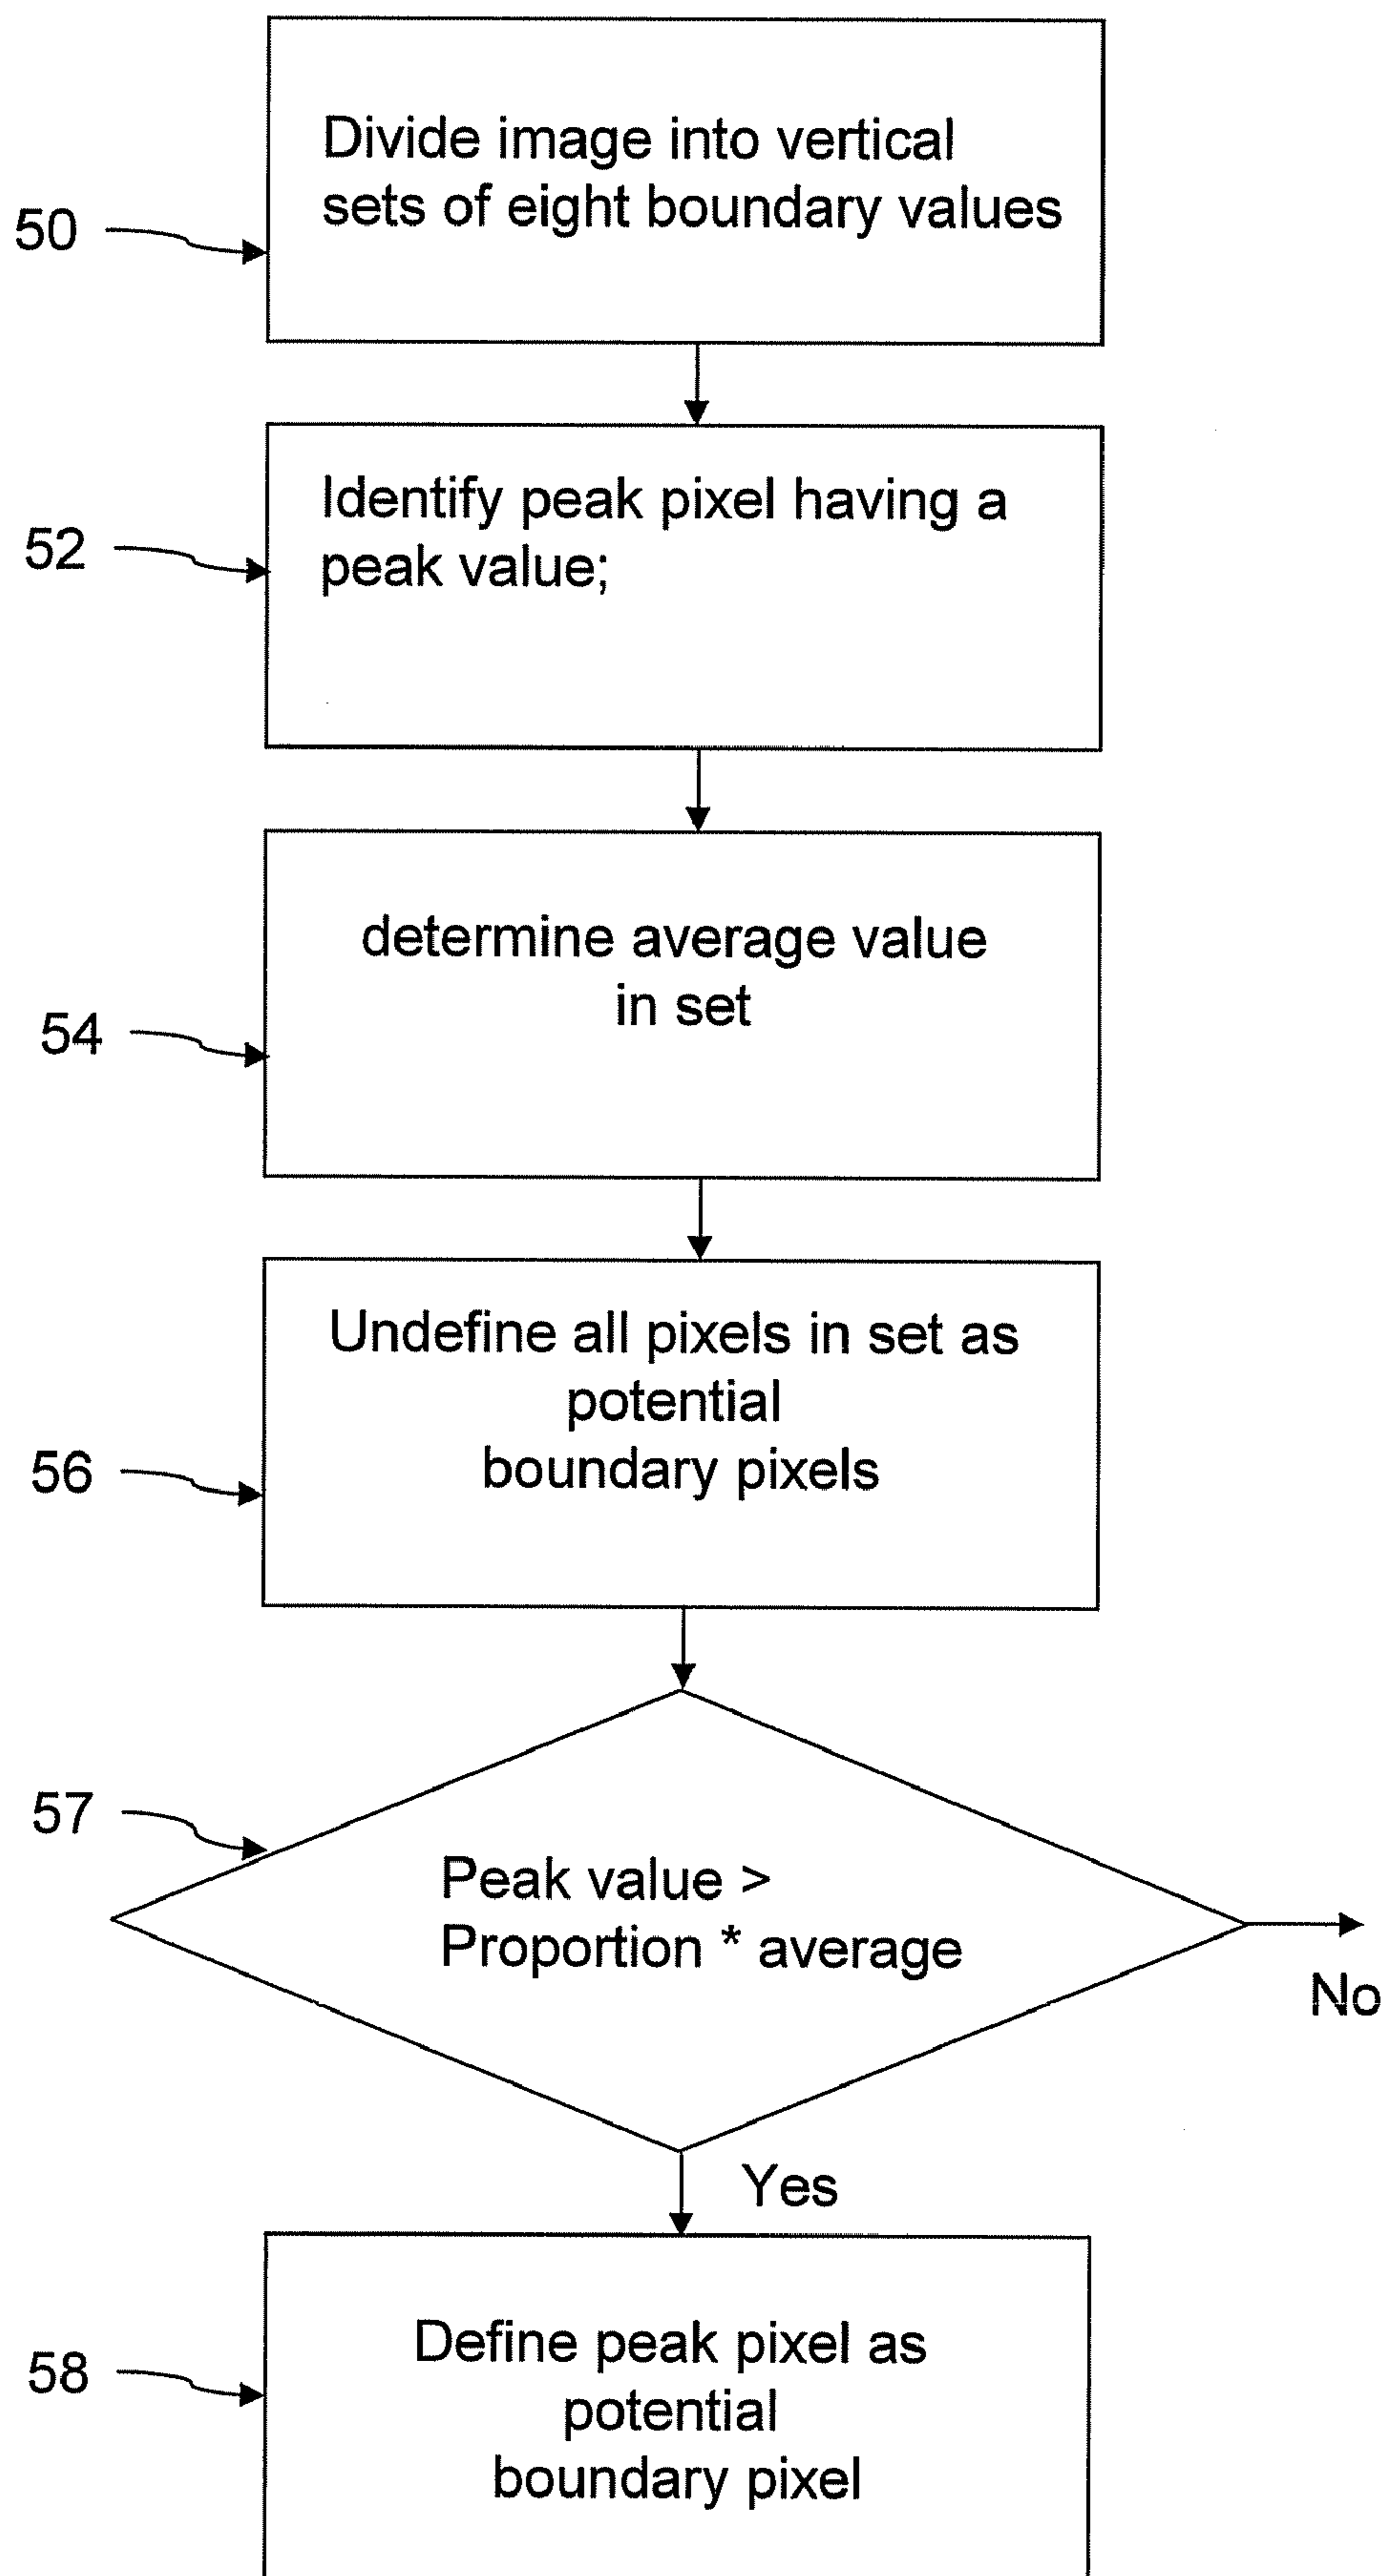 Divide image into vertical
sets of eight boundary values
50
Identify peak pixel having a
peak value;
52
determine average value
in set
54
Undefine all pixels in set as
potential
boundary pixels
56
57
Peak value >
Proportion * average
No
Yes
Define peak pixel as
potential
boundary pixel
58